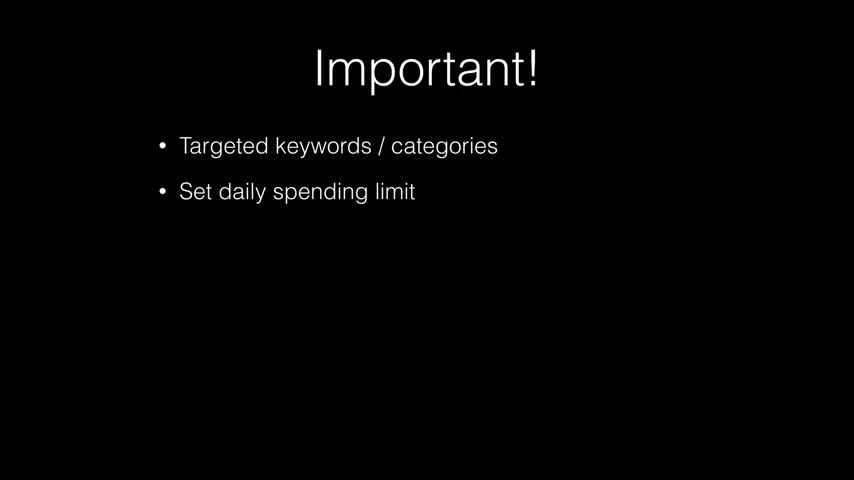 Important!
• Targeted keywords / categories
• Set daily spending limit